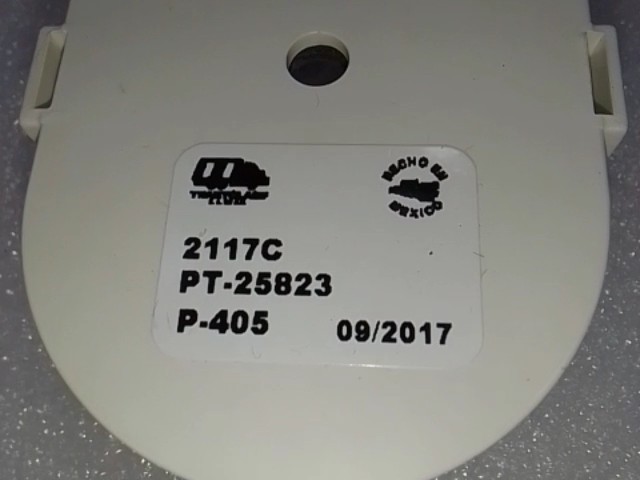 HECHO EN
MEXICO
2117C
PT-25823
P-405 09/2017